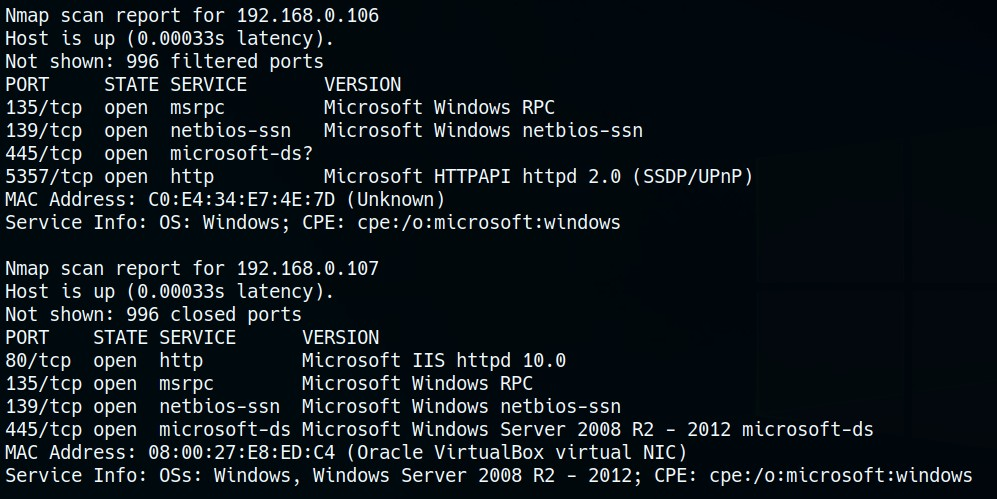 Nmap scan report for 192.168.0.106
Host is up (0.00033s latency).
Not shown: 996 filtered ports
PORT     STATE SERVICE       VERSION
135/tcp  open  msrpc         Microsoft Windows RPC
139/tcp  open  netbios-ssn   Microsoft Windows netbios-ssn
445/tcp  open  microsoft-ds?
5357/tcp open  http          Microsoft HTTPAPI httpd 2.0 (SSDP/UPnP)
MAC Address: C0:E4:34:E7:4E:7D (Unknown)
Service Info: OS: Windows; CPE: cpe:/o:microsoft:windows

Nmap scan report for 192.168.0.107
Host is up (0.00033s latency).
Not shown: 996 closed ports
PORT    STATE SERVICE      VERSION
80/tcp  open  http         Microsoft IIS httpd 10.0
135/tcp open  msrpc        Microsoft Windows RPC
139/tcp open  netbios-ssn  Microsoft Windows netbios-ssn
445/tcp open  microsoft-ds Microsoft Windows Server 2008 R2 - 2012 microsoft-ds
MAC Address: 08:00:27:E8:ED:C4 (Oracle VirtualBox virtual NIC)
Service Info: OSs: Windows, Windows Server 2008 R2 - 2012; CPE: cpe:/o:microsoft:windows